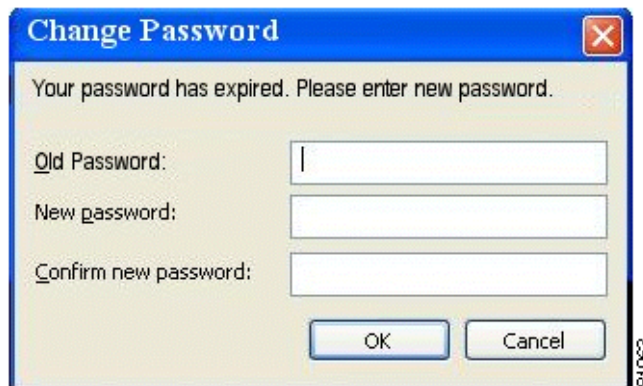 Change Password
Your password has expired. Please enter new password.
Old Password:
New password:
Confirm new password:
OK
Cancel